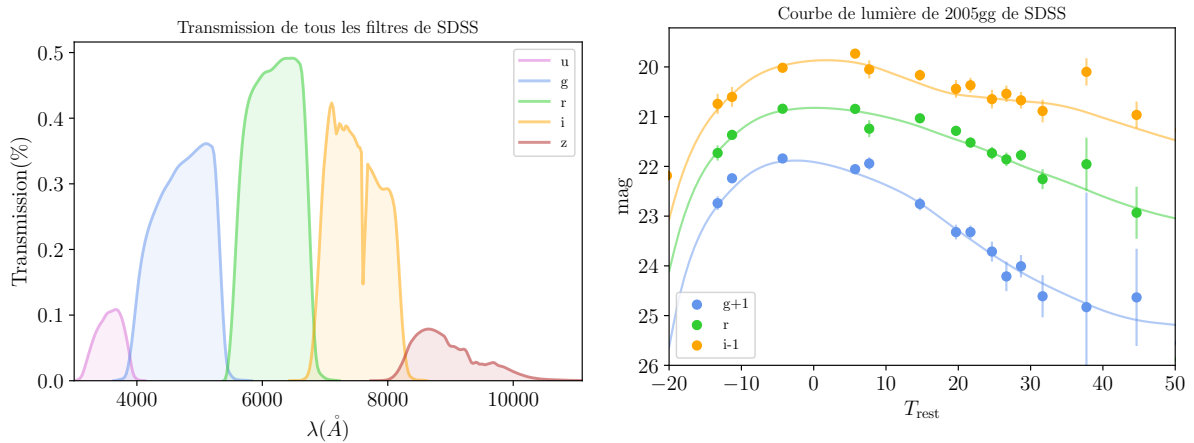 Transmission de tous les filtres de SDSS
Transmission(%)
0.5
0.4
0.3
0.2
0.1
0.0
4000 6000 8000 10000
λ(Å)
u
g
r
i
z
Courbe de lumière de 2005gg de SDSS
mag
20
21
22
23
24
25
26
−20 −10 0 10 20 30 40 50
T_rest
g+1
r
i-1